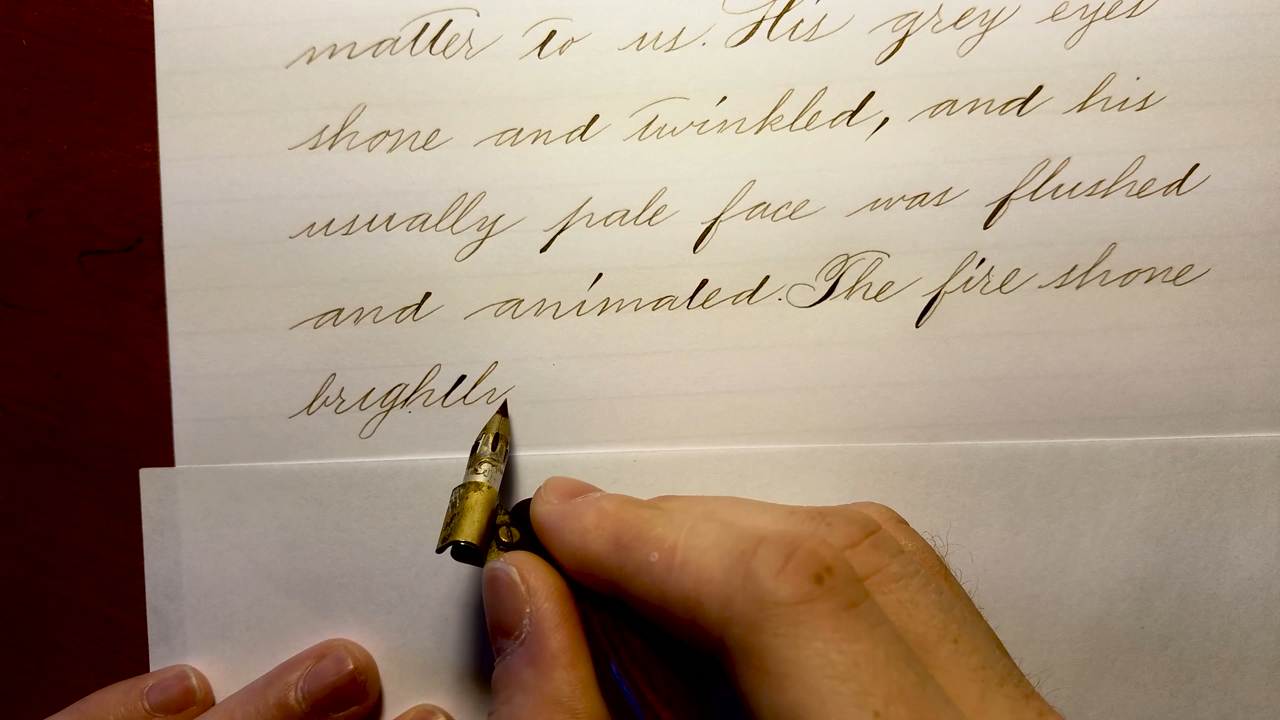 matter to us. His grey eyes
shone and twinkled, and his
usually pale face was flushed
and animated. The fire shone
brightly